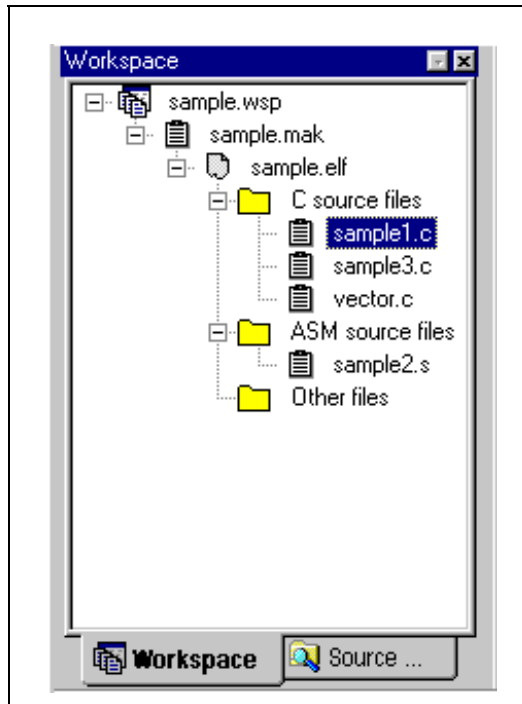 Workspace
sample.wsp
sample.mak
sample.elf
C source files
sample1.c
sample3.c
vector.c
ASM source files
sample2.s
Other files
Workspace
Source ...